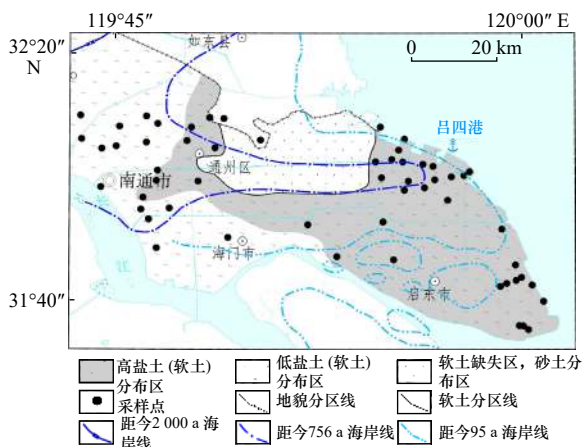 119°45″ 120°00″ E
32°20″
N
如东县
0 20 km
吕四港
通州区
南通市
长
江
海门市
启东市
31°40″
高盐土 (软土)
分布区
低盐土 (软土)
分布区
软土缺失区，砂土分
布区
采样点
地貌分区线
软土分区线
距今2 000 a 海
岸线
距今756 a 海岸线
距今95 a 海岸线